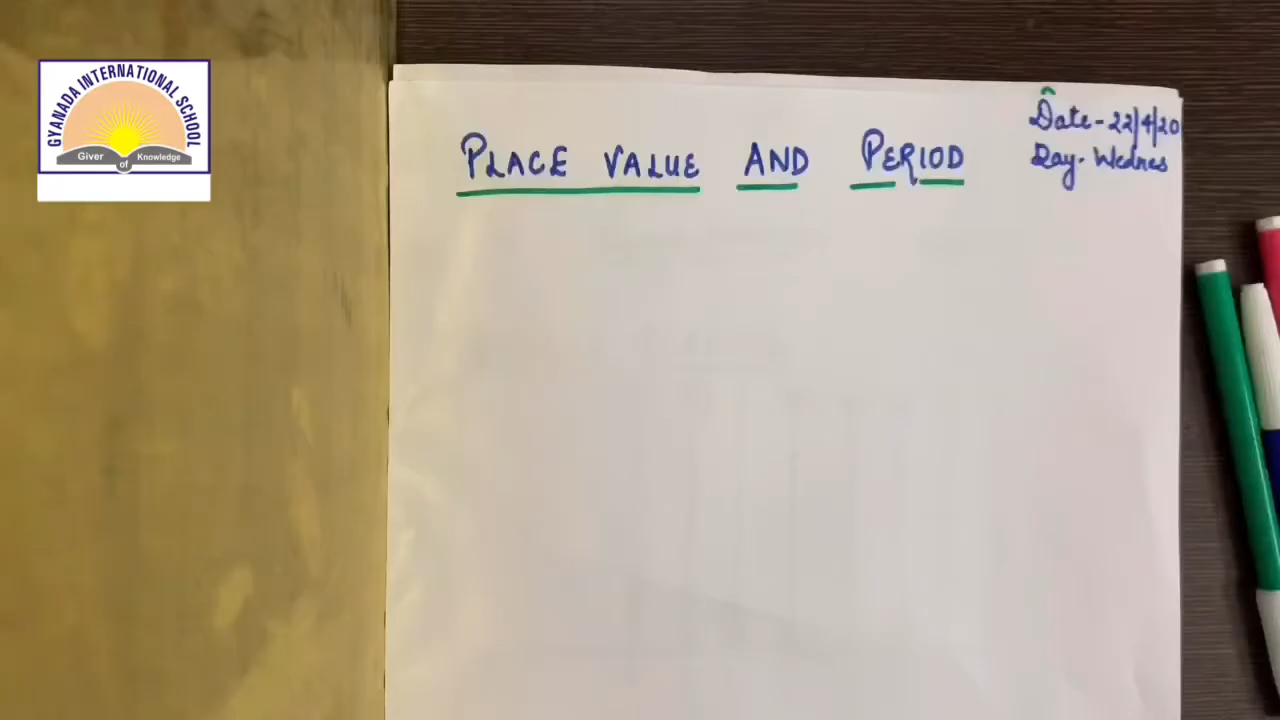 GYANADA INTERNATIONAL SCHOOL
Giver of Knowledge
PLACE VALUE AND PERIOD
Date - 22/4/20
Day - Wednes